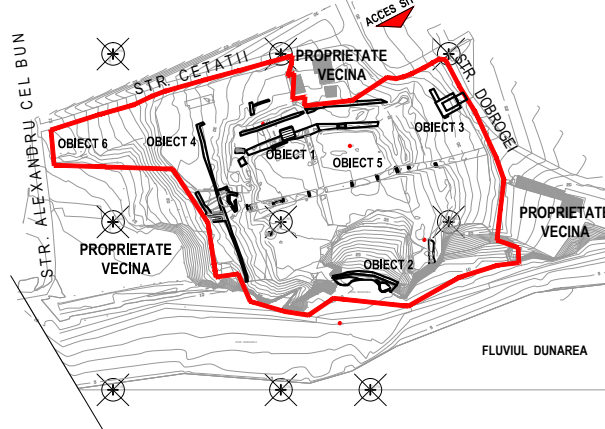 ACCES SIT
STR. ALEXANDRU CEL BUN
STR. CETATII
PROPRIETATE
VECINA
STR. DOBROGEI
OBIECT 6
OBIECT 4
OBIECT 1
OBIECT 5
OBIECT 3
PROPRIETATE
VECINA
PROPRIETATE
VECINA
OBIECT 2
FLUVIUL DUNAREA